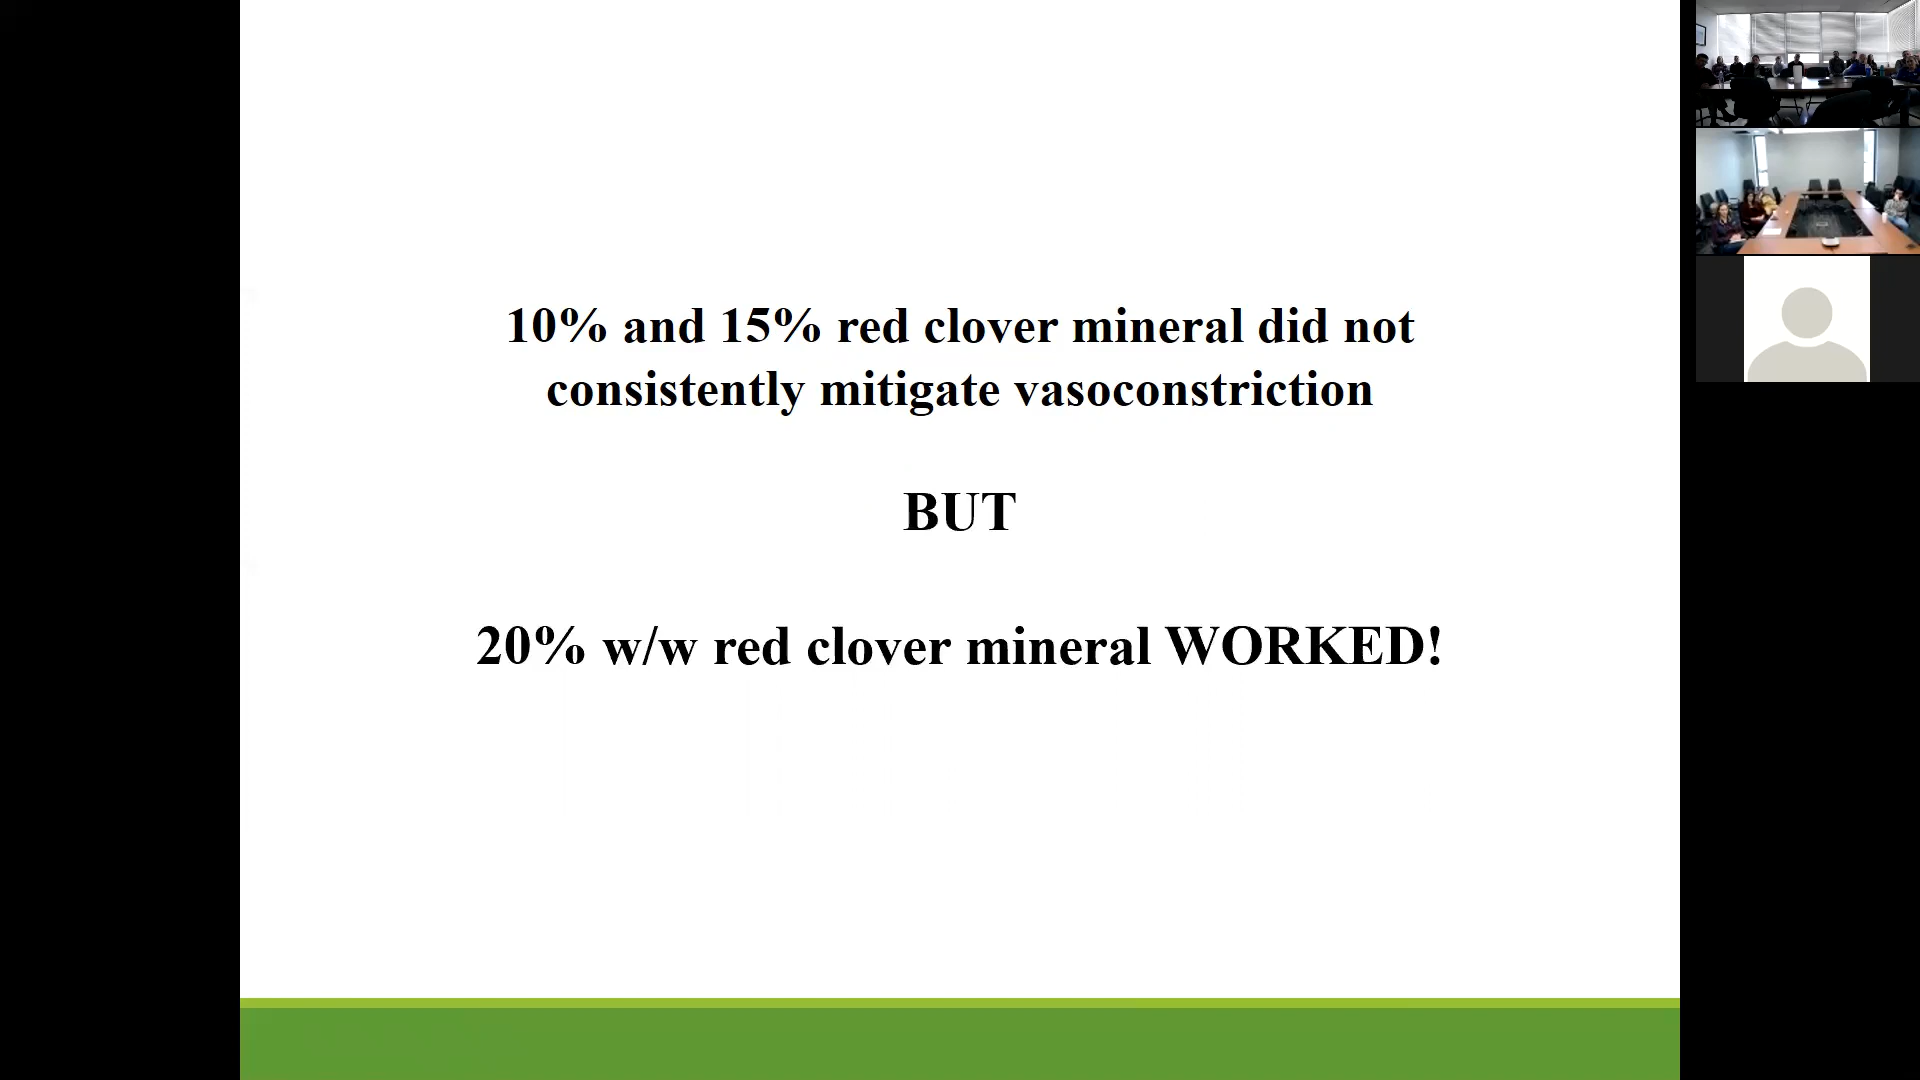 10% and 15% red clover mineral did not
consistently mitigate vasoconstriction
BUT
20% w/w red clover mineral WORKED!